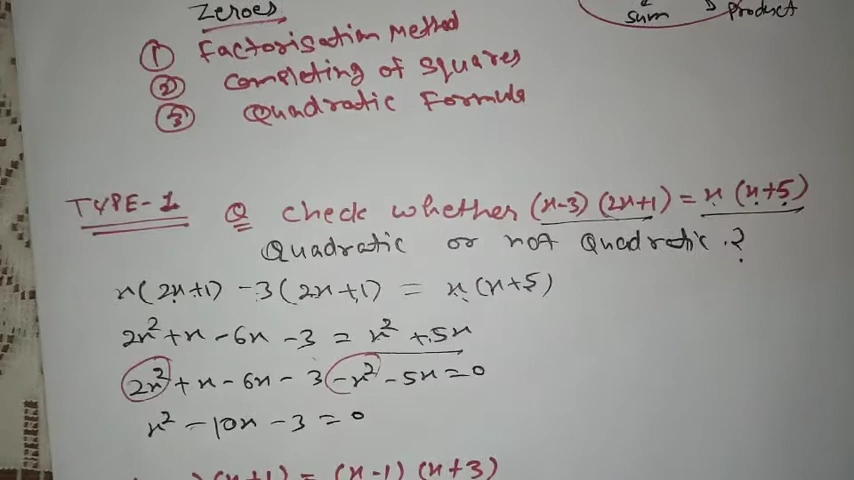 Zeroes
sum product
① Factorisation Method
② Completing of Squares
③ Quadratic Formula
TYPE-1 Q Check whether (x-3)(2x+1) = x(x+5)
Quadratic or not Quadratic.?
x(2x+1) -3(2x+1) = x(x+5)
2x²+x-6x-3 = x²+5x
2x²+x-6x-3-x²-5x=0
x²-10x-3=0
(x+1) = (x-1)(x+3)